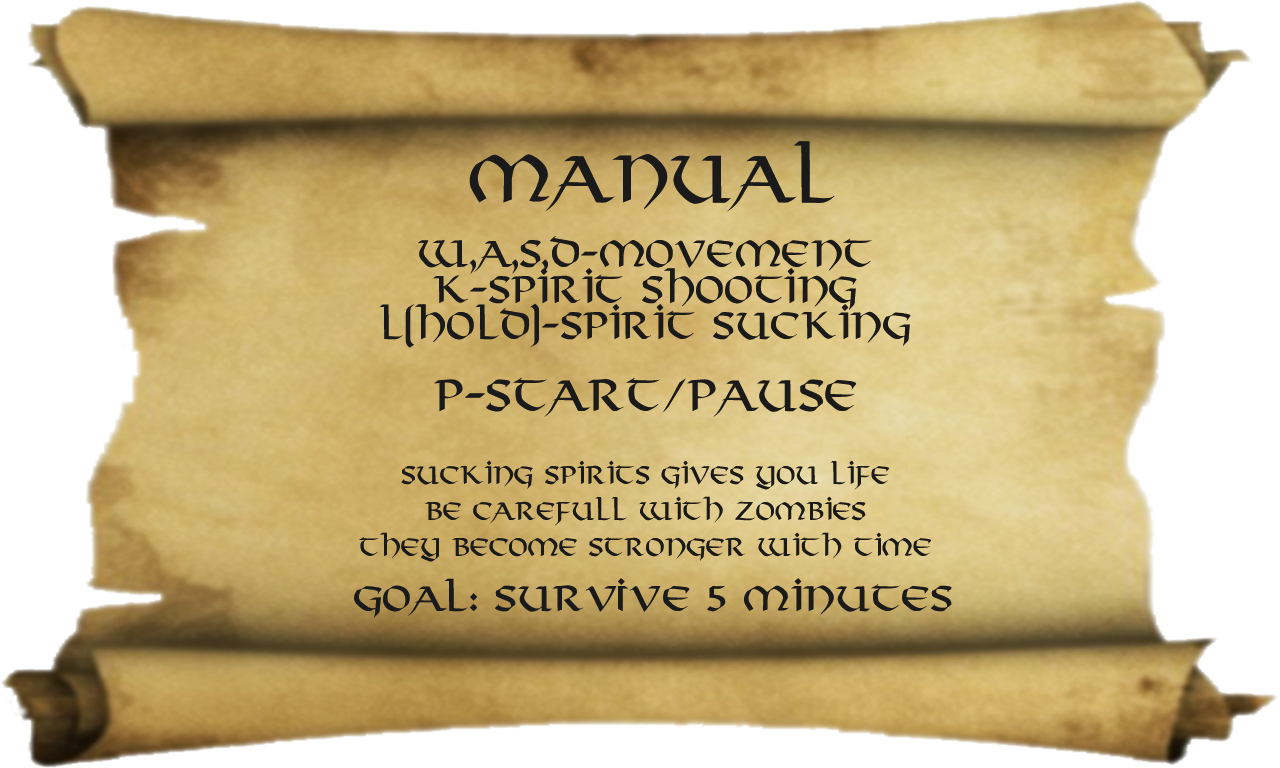 MANUAL
W,A,S,D-MOVEMENT
K-SPIRIT SHOOTING
L(HOLD)-SPIRIT SUCKING
P-START/PAUSE
SUCKING SPIRITS GIVES YOU LIFE
BE CAREFULL WITH ZOMBIES
THEY BECOME STRONGER WITH TIME
GOAL: SURVIVE 5 MINUTES